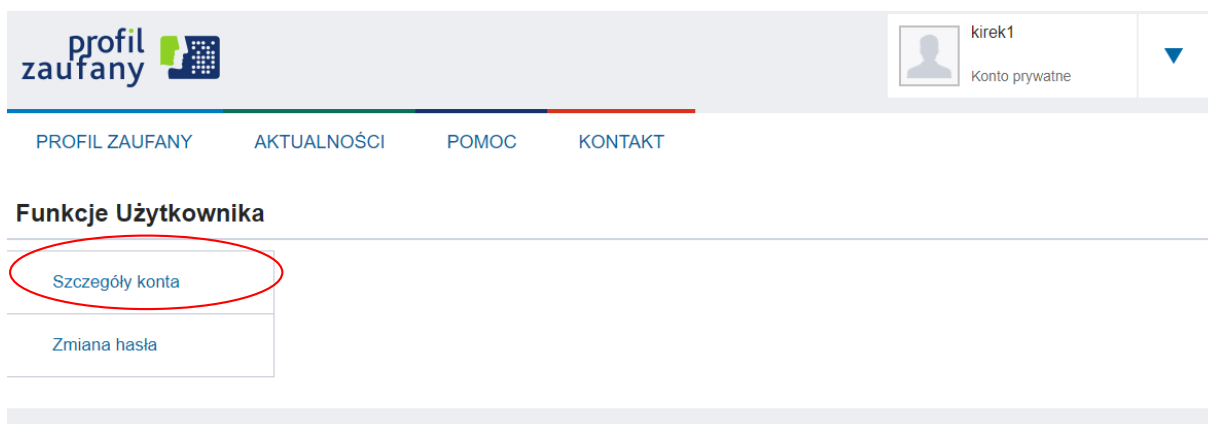 profil
zaufany
kirek1
Konto prywatne
PROFIL ZAUFANY AKTUALNOŚCI POMOC KONTAKT
Funkcje Użytkownika
Szczegóły konta
Zmiana hasła